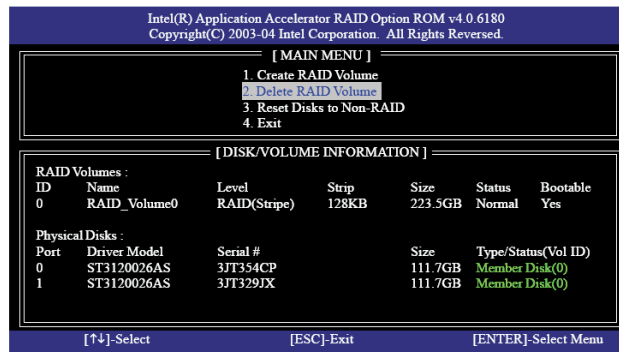 Intel(R) Application Accelerator RAID Option ROM v4.0.6180
Copyright(C) 2003-04 Intel Corporation. All Rights Reversed.
[ MAIN MENU ]
1. Create RAID Volume
2. Delete RAID Volume
3. Reset Disks to Non-RAID
4. Exit
[ DISK/VOLUME INFORMATION ]
RAID Volumes :
ID Name Level Strip Size Status Bootable
0 RAID_Volume0 RAID(Stripe) 128KB 223.5GB Normal Yes
Physical Disks :
Port Driver Model Serial # Size Type/Status(Vol ID)
0 ST3120026AS 3JT354CP 111.7GB Member Disk(0)
1 ST3120026AS 3JT329JX 111.7GB Member Disk(0)
[↑↓]-Select [ESC]-Exit [ENTER]-Select Menu